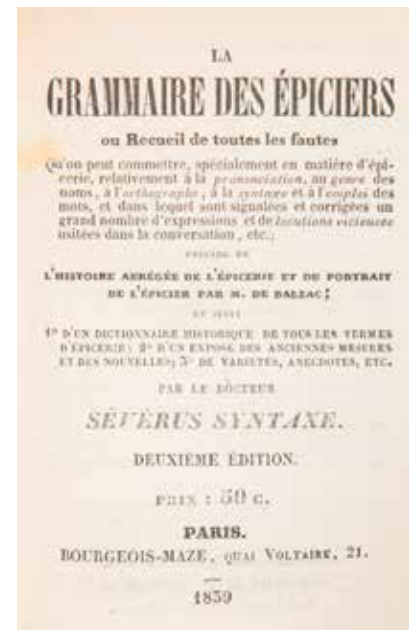 LA
GRAMMAIRE DES ÉPICIERS
ou Recueil de toutes les fautes
Qu'on peut commettre, spécialement en matière d'épi-
cerie, relativement à la prononciation, au genre des
noms, à l'orthographe, à la syntaxe et à l'emploi des
mots, et dans lequel sont signalées et corrigées un
grand nombre d'expressions et de locutions vicieuses
usitées dans la conversation, etc.;
PRÉCÉDÉ DE
L'HISTOIRE ABRÉGÉE DE L'ÉPICERIE ET DU PORTRAIT
DE L'ÉPICIER PAR M. DE BALZAC;
ET SUIVI
1° D'UN DICTIONNAIRE HISTORIQUE DE TOUS LES TERMES
D'ÉPICERIE; 2° D'UN EXPOSÉ DES ANCIENNES MESURES
ET DES NOUVELLES; 3° DE VARIÉTÉS, ANECDOTES, ETC.
PAR LE DOCTEUR
SÉVÉRUS SYNTAXE.
DEUXIÈME ÉDITION.
PRIX : 50 c.
PARIS.
BOURGEOIS-MAZE, QUAI VOLTAIRE, 21.
1839